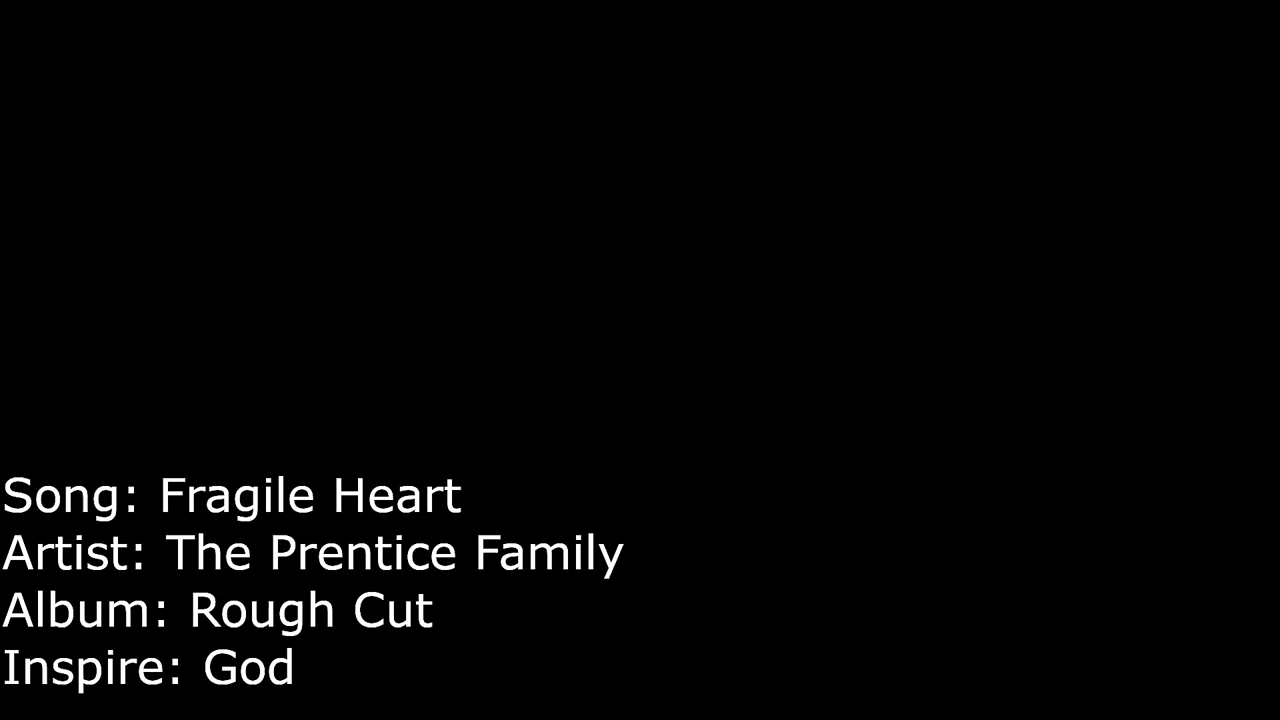 Song: Fragile Heart
Artist: The Prentice Family
Album: Rough Cut
Inspire: God